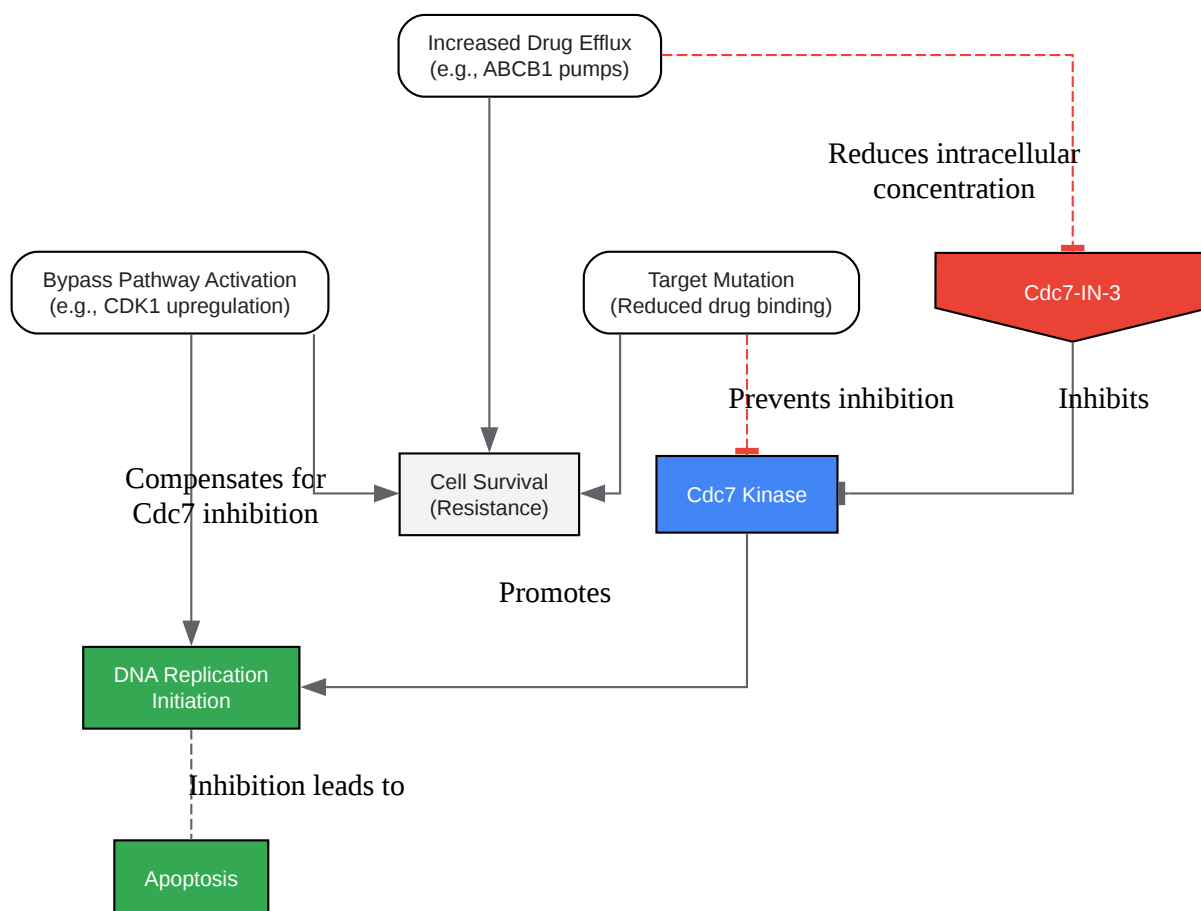 Increased Drug Efflux
(e.g., ABCB1 pumps)
Reduces intracellular
concentration
Bypass Pathway Activation
(e.g., CDK1 upregulation)
Target Mutation
(Reduced drug binding)
Cdc7-IN-3
Prevents inhibition
Inhibits
Compensates for
Cdc7 inhibition
Cell Survival
(Resistance)
Cdc7 Kinase
Promotes
DNA Replication
Initiation
Inhibition leads to
Apoptosis